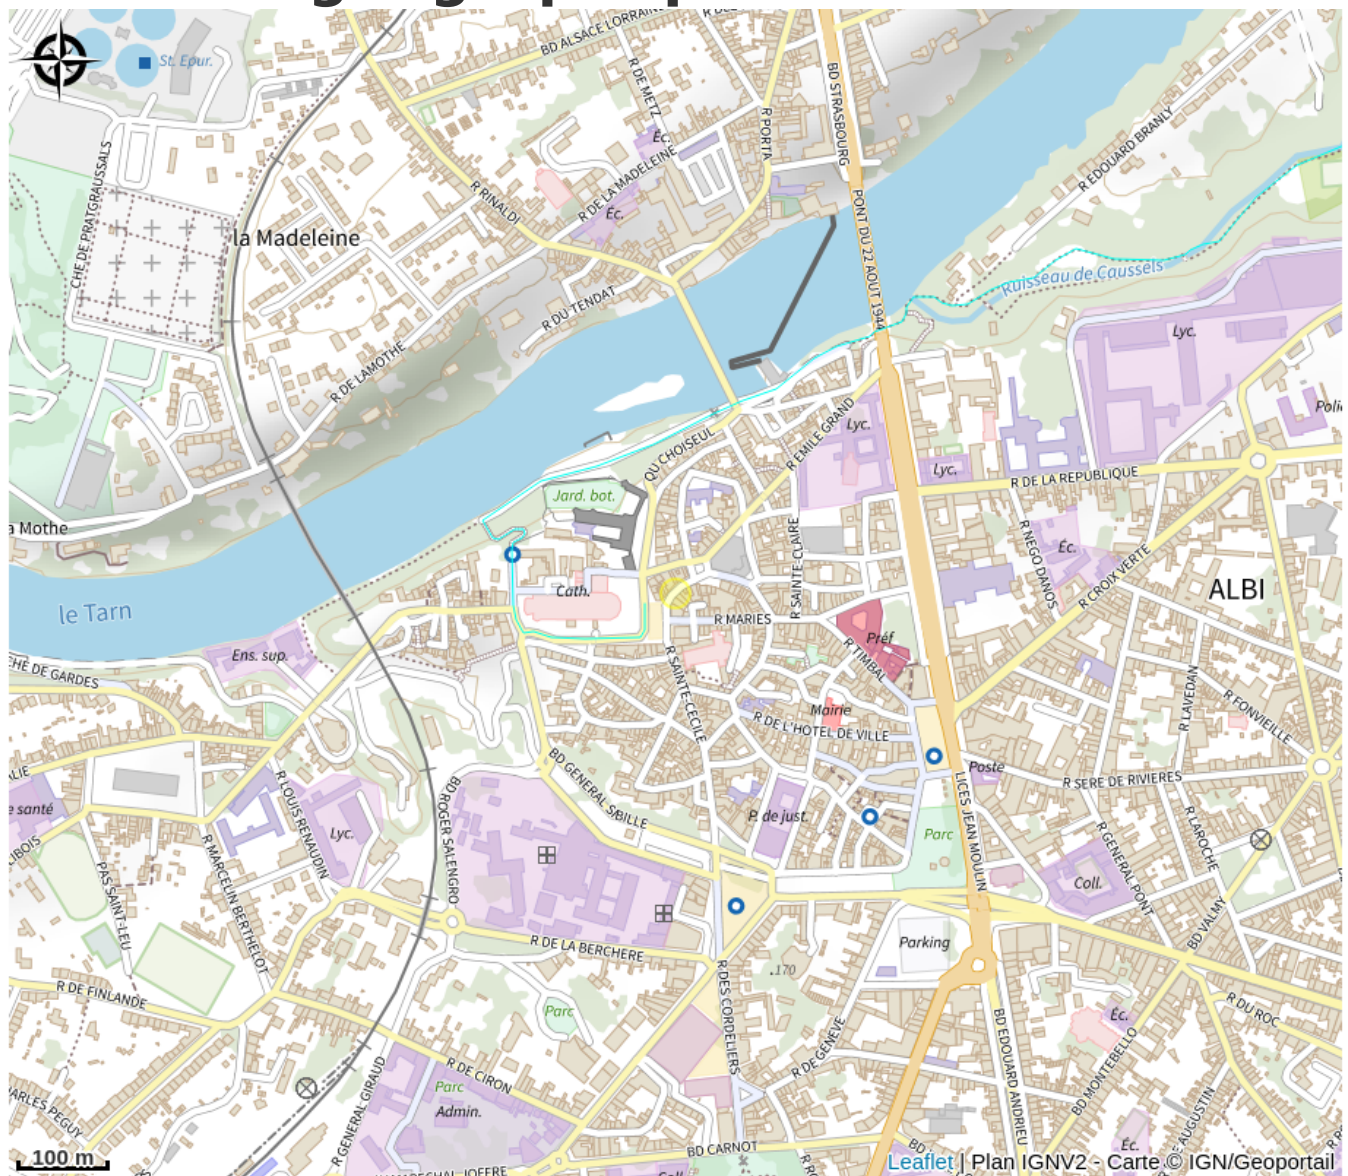 BD ALSACE LORRAINE
St. Epur.
R DE METZ
BD STRASBOURG
R PORTA
Éc.
R DE LA MADELEINE
R EDOUARD BRANLY
CHE DE PRATGRAUSSALS
R RINALDI
Éc.
la Madeleine
PONT DU 22 AOUT 1944
Ruisseau de Caussels
R DU TENDAT
Lyc.
R DE LAMOTHE
R EMILE GRAND
Lyc.
QU CHOISEUL
Lyc.
R DE LA REPUBLIQUE
Jard. bot.
a Mothe
R SAINTE-CLAIRE
R NEGO DANOS
Éc.
R CROIX VERTE
ALBI
Cath.
le Tarn
R MARIES
Préf.
R TIMBAL
Ens. sup.
CHE DE GARDES
R SAINTE-CECILE
R LAVEDAN
R FONVIEILLE
Mairie
R DE L'HOTEL DE VILLE
BD GENERAL SIBILLE
Poste
LICES JEAN MOULIN
R SERE DE RIVIERES
R LOUIS RENAUDIN
BD ROGER SALENGRO
e santé
P. de just.
Lyc.
Parc
R MARCELIN BERTHELOT
R GENERAL PONT
R LAROCHE
PAS SAINT-LEU
Coll.
BD VALMY
R DE LA BERCHERE
Parking
.170
R DE FINLANDE
R DES CORDELIERS
Parc
R DU ROC
Éc.
R DE GENEVE
BD EDOUARD ANDRIEU
BD MONTEBELLO
R DE CIRON
Parc
Admin.
R GENERAL GIRAUD
ARLES PEGUY
BD CARNOT
Éc.
100 m
Leaflet | Plan IGNV2 - Carte © IGN/Geoportail